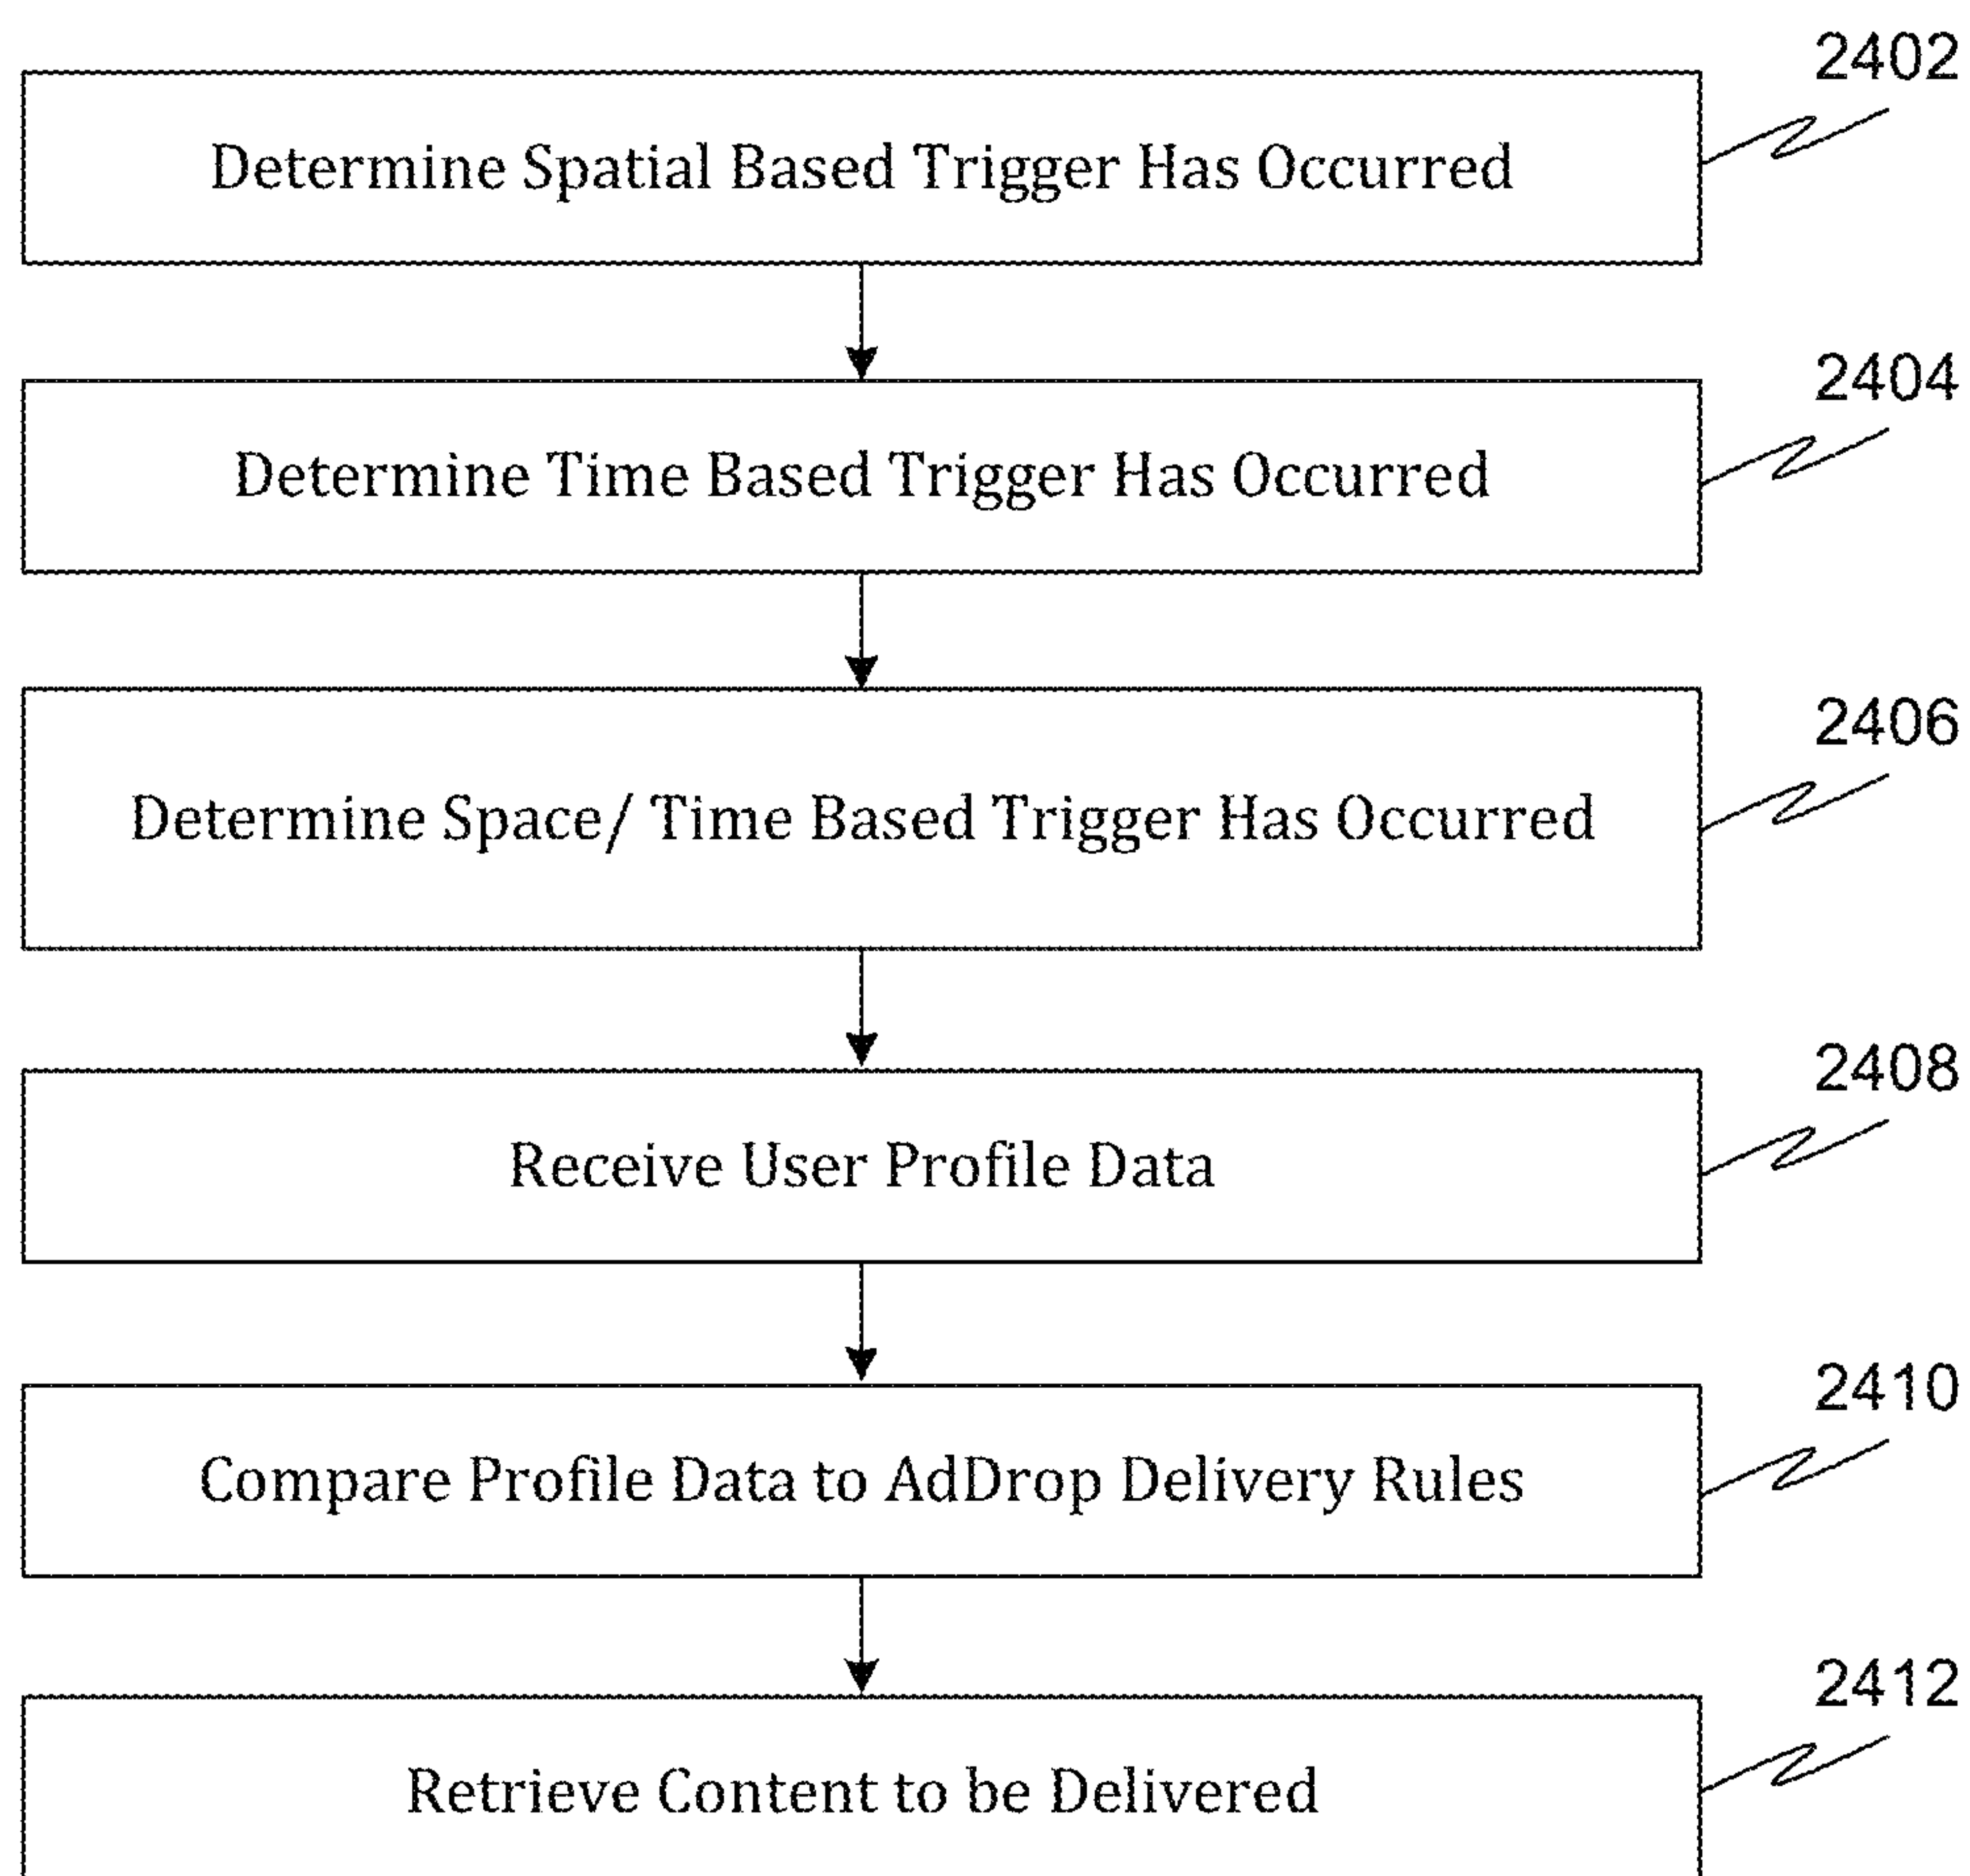 2402
Determine Spatial Based Trigger Has Occurred
2404
Determine Time Based Trigger Has Occurred
2406
Determine Space/ Time Based Trigger Has Occurred
2408
Receive User Profile Data
2410
Compare Profile Data to AdDrop Delivery Rules
2412
Retrieve Content to be Delivered